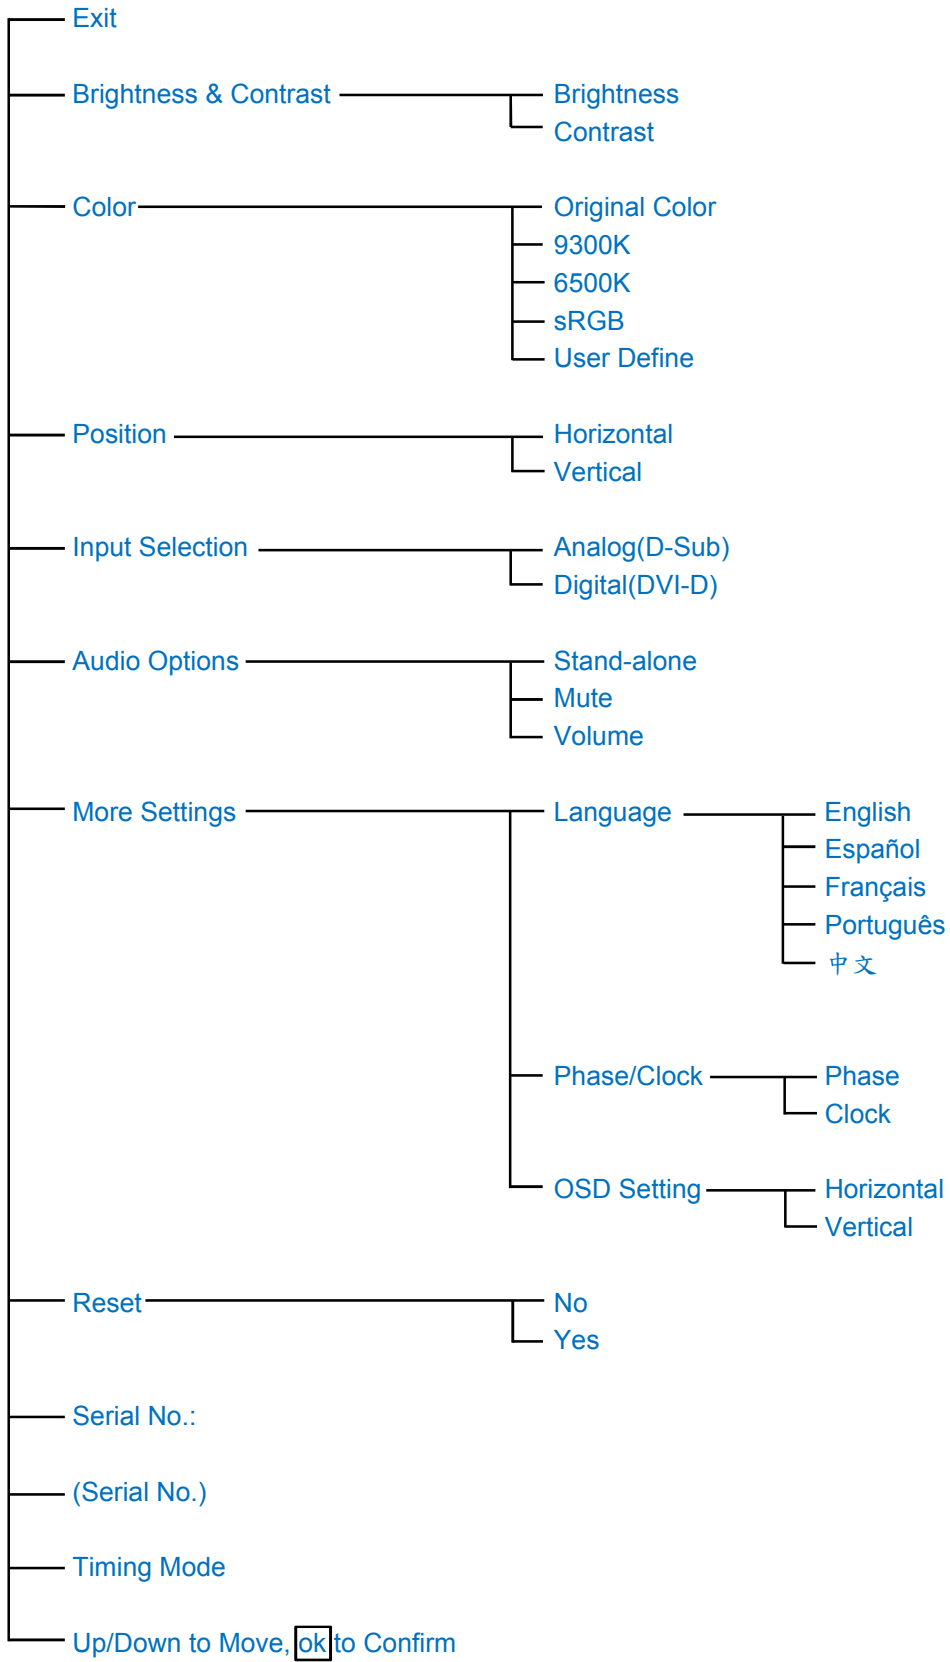 Exit
Brightness & Contrast Brightness
Contrast
Color Original Color
9300K
6500K
sRGB
User Define
Position Horizontal
Vertical
Input Selection Analog(D-Sub)
Digital(DVI-D)
Audio Options Stand-alone
Mute
Volume
More Settings Language English
Español
Français
Português
中文
Phase/Clock Phase
Clock
OSD Setting Horizontal
Vertical
Reset No
Yes
Serial No.:
(Serial No.)
Timing Mode
Up/Down to Move, ok to Confirm